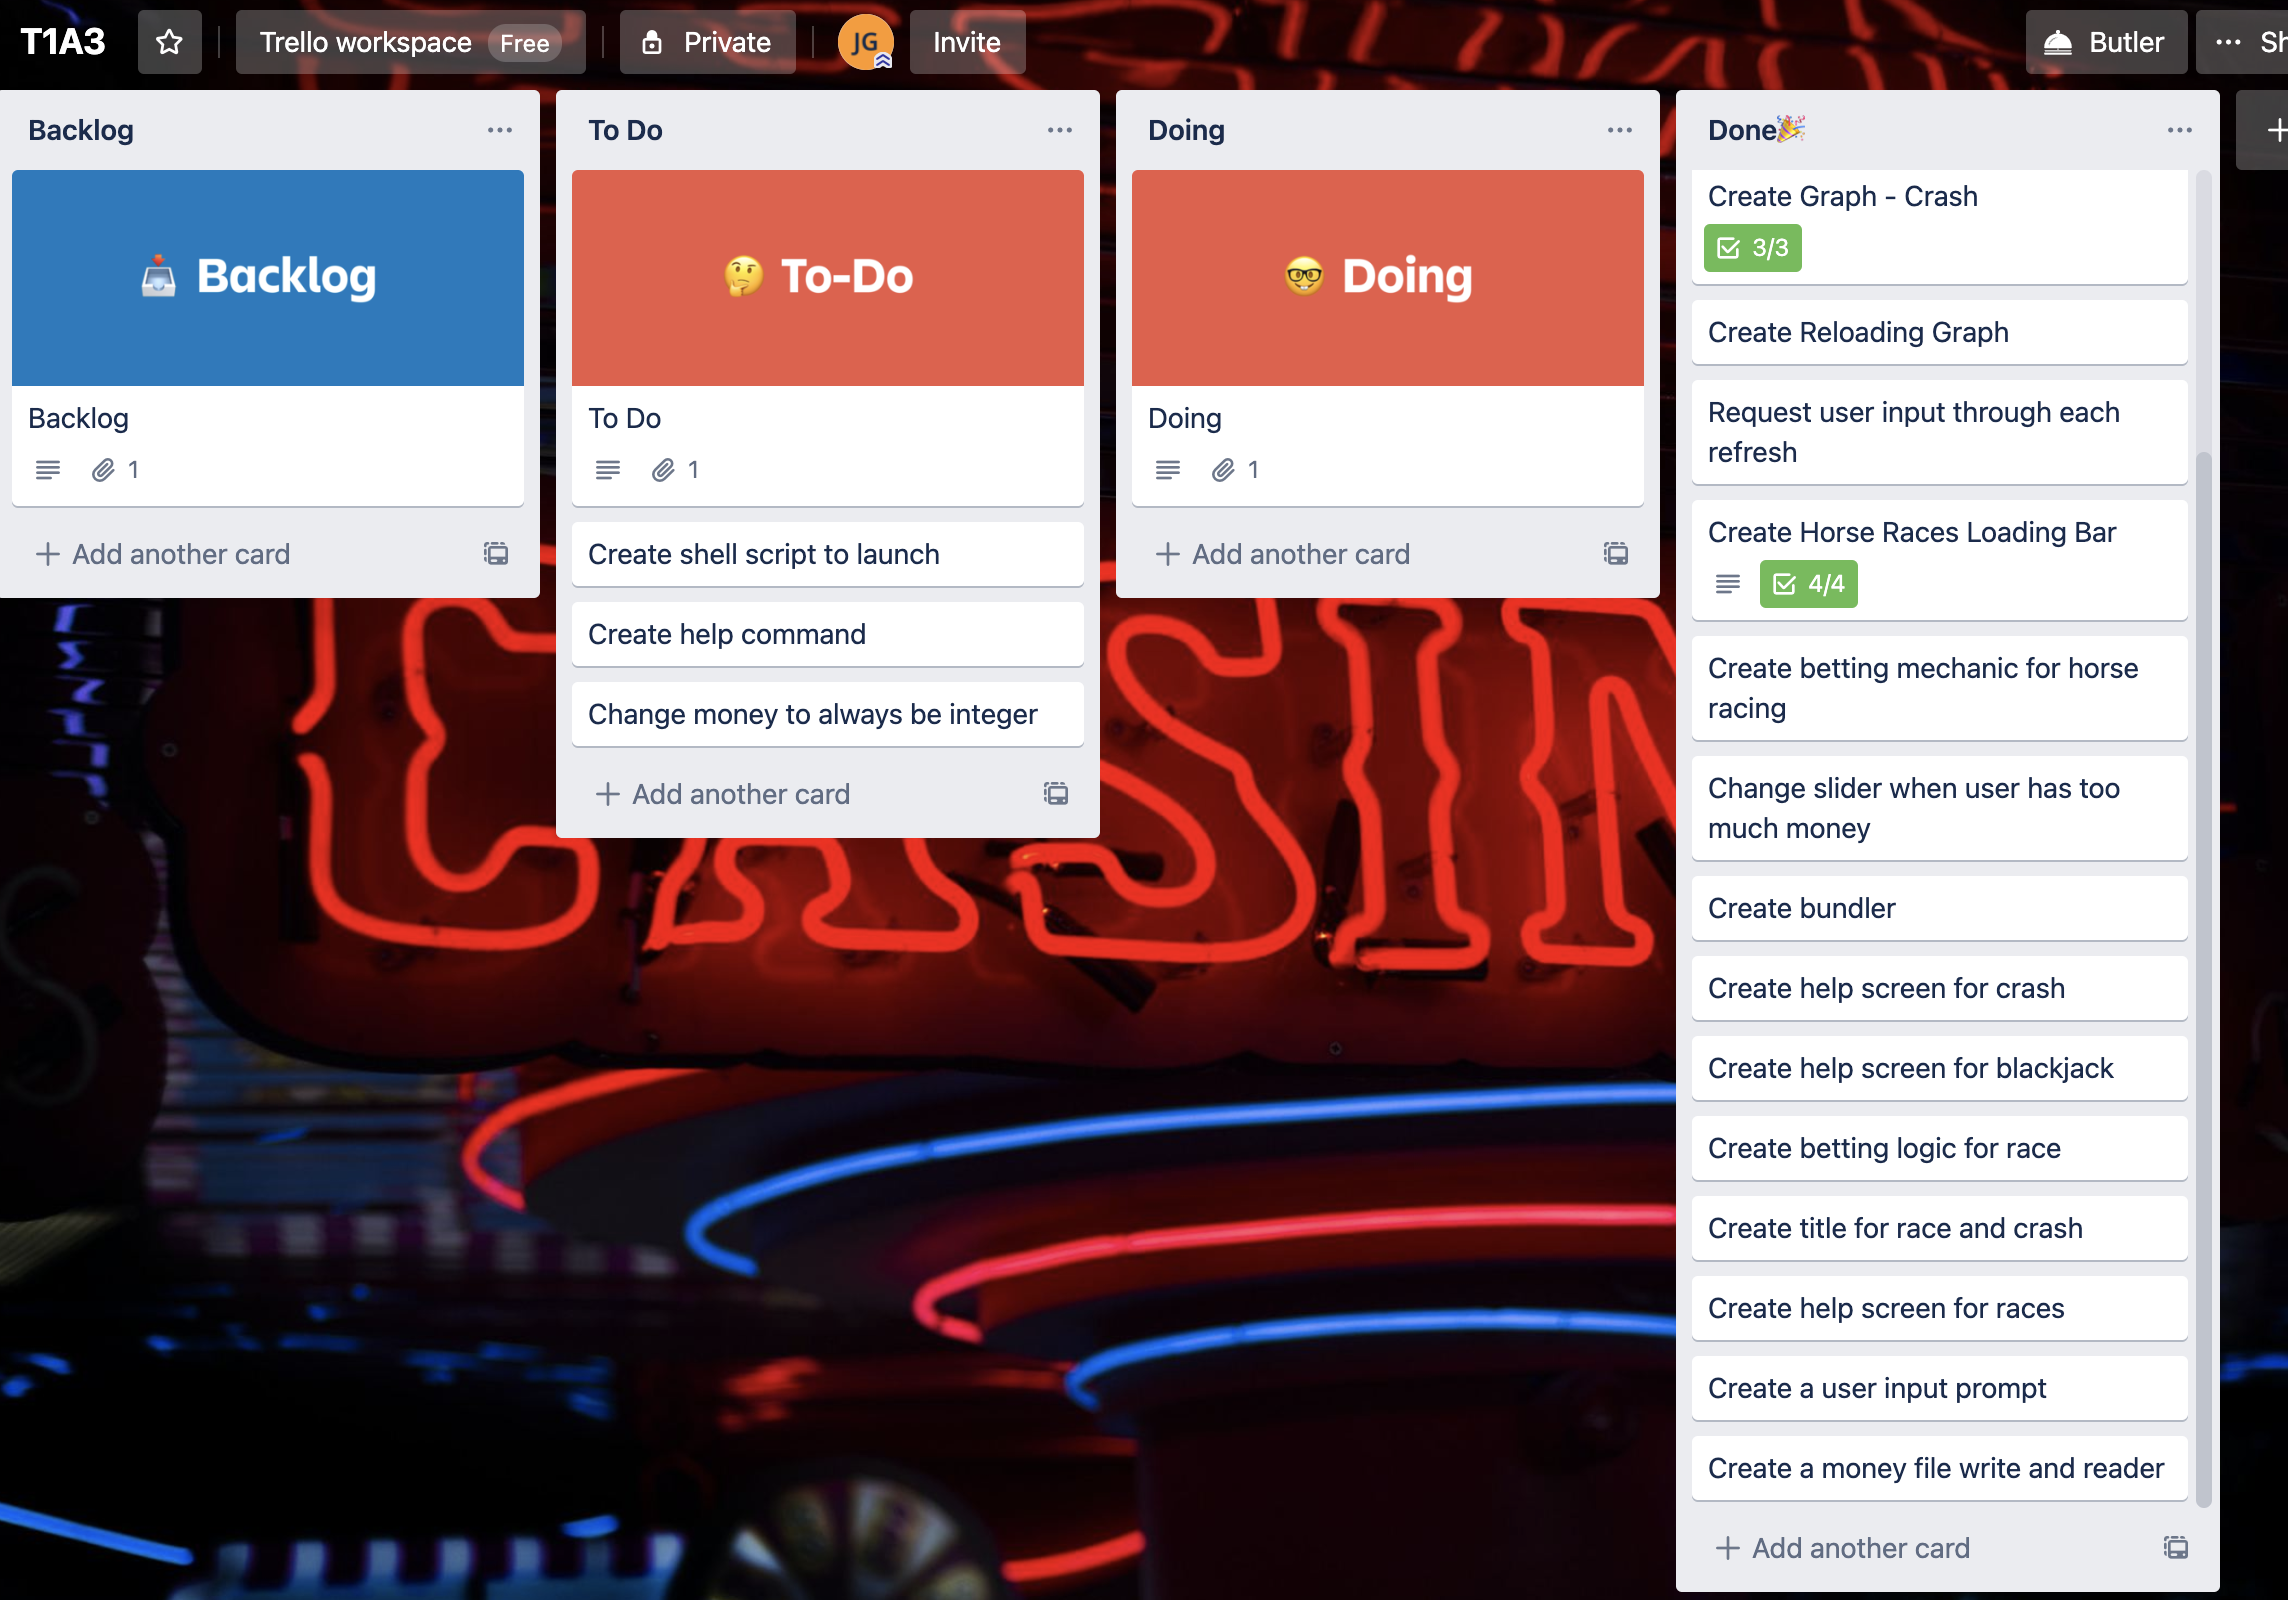 T1A3
Trello workspace Free
Private
JG
Invite
Butler
··· Sh
Backlog
Backlog
Backlog
1
Add another card
To Do
To-Do
To Do
1
Create shell script to launch
Create help command
Change money to always be integer
Add another card
Doing
Doing
Doing
1
Add another card
Done🎉
Create Graph - Crash
3/3
Create Reloading Graph
Request user input through each
refresh
Create Horse Races Loading Bar
4/4
Create betting mechanic for horse
racing
Change slider when user has too
much money
Create bundler
Create help screen for crash
Create help screen for blackjack
Create betting logic for race
Create title for race and crash
Create help screen for races
Create a user input prompt
Create a money file write and reader
Add another card
CASIN